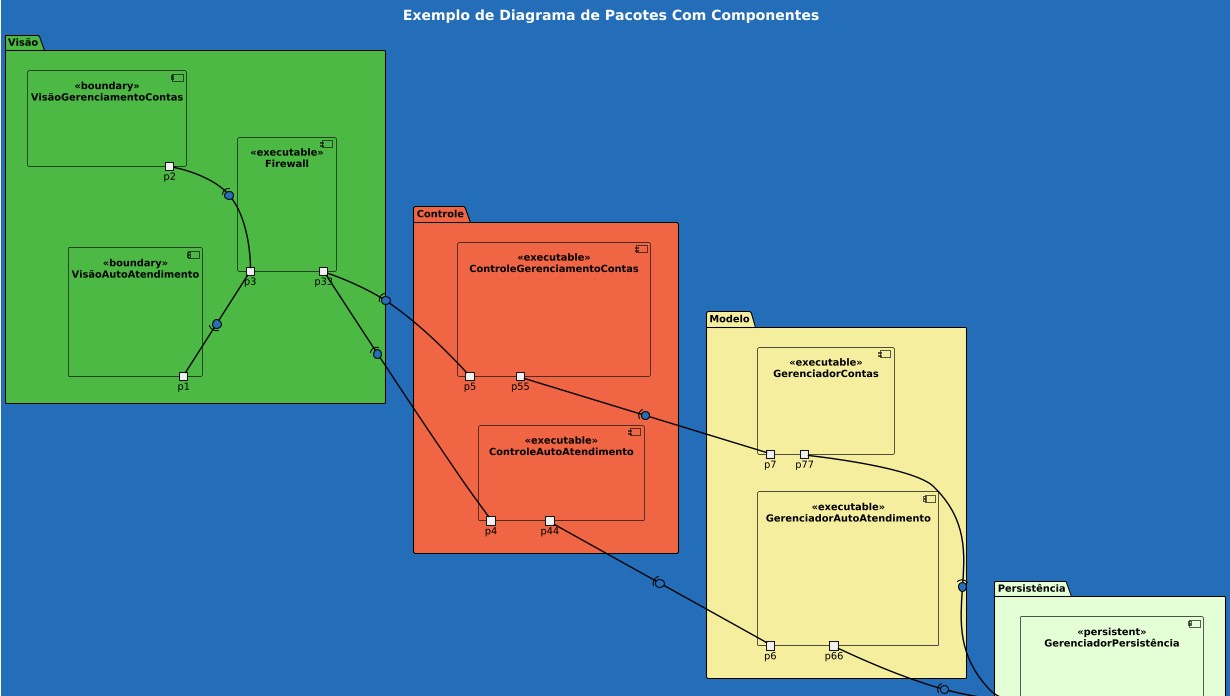 Exemplo de Diagrama de Pacotes Com Componentes
Visão
«boundary»
VisãoGerenciamentoContas
p2
«executable»
Firewall
p3
p33
«boundary»
VisãoAutoAtendimento
p1
Controle
«executable»
ControleGerenciamentoContas
p5
p55
«executable»
ControleAutoAtendimento
p4
p44
Modelo
«executable»
GerenciadorContas
p7
p77
«executable»
GerenciadorAutoAtendimento
p6
p66
Persistência
«persistent»
GerenciadorPersistência